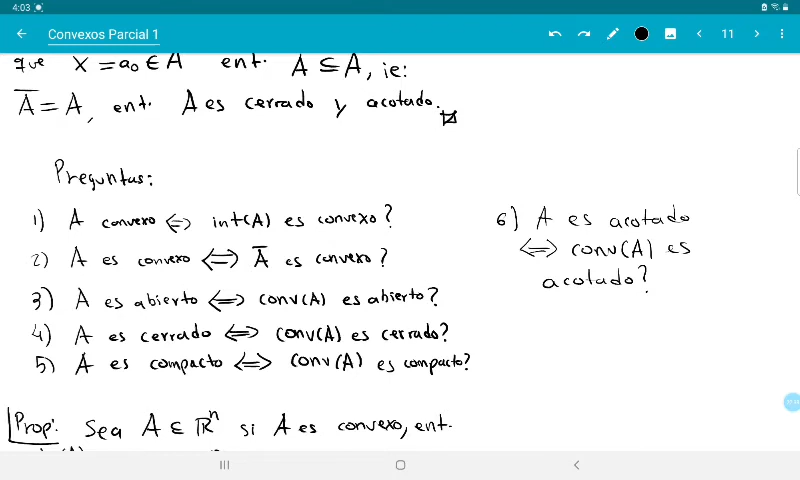 4:03
Convexos Parcial 1
11
que X = a₀ ∈ A ent. A ⊆ A, ie:
A̅ = A, ent. A es cerrado y acotado.
Preguntas:
1) A convexo ⇔ int(A) es convexo?
2) A es convexo ⇔ A̅ es convexo?
3) A es abierto ⇔ conv(A) es abierto?
4) A es cerrado ⇔ conv(A) es cerrado?
5) A es compacto ⇔ conv(A) es compacto?
6) A es acotado
⇔ conv(A) es
acotado?
Prop: Sea A ∈ ℝⁿ si A es convexo, ent.